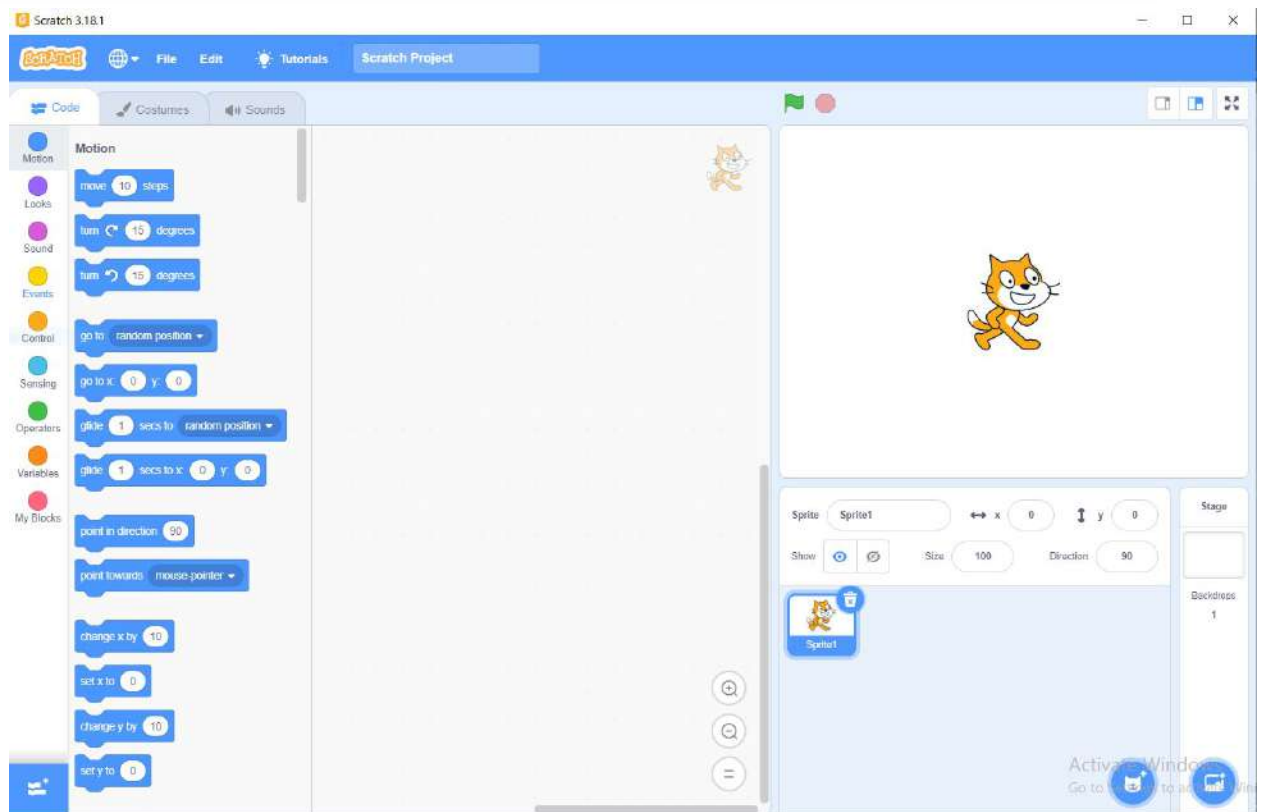 Scratch 3.18.1
SCRATCH File Edit Tutorials Scratch Project
Code Costumes Sounds
Motion
Looks
Sound
Events
Control
Sensing
Operators
Variables
My Blocks
Motion
move 10 steps
turn 15 degrees
turn 15 degrees
go to random position
go to x: 0 y: 0
glide 1 secs to random position
glide 1 secs to x: 0 y: 0
point in direction 90
point towards mouse-pointer
change x by 10
set x to 0
change y by 10
set y to 0
Sprite Sprite1 x 0 y 0
Show Size 100 Direction 90
Sprite1
Stage
Backdrops
1
Activate Windows
Go to to